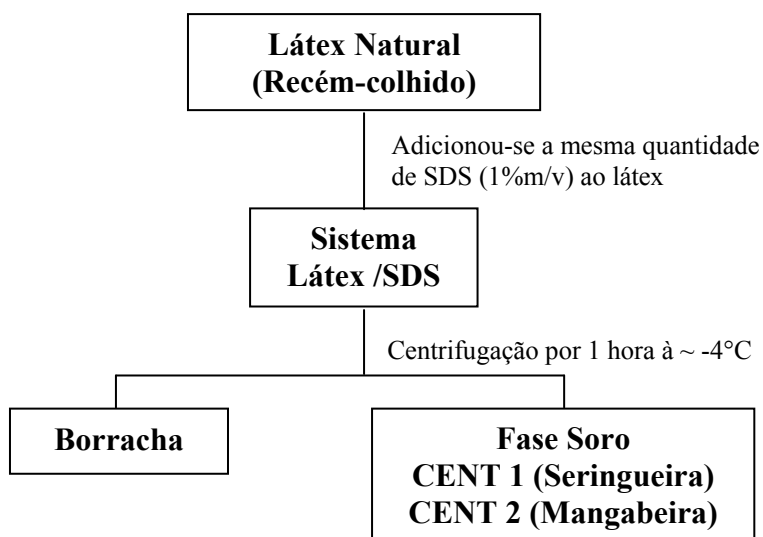 Látex Natural
(Recém-colhido)
Adicionou-se a mesma quantidade
de SDS (1%m/v) ao látex
Sistema
Látex /SDS
Centrifugação por 1 hora à ~ -4°C
Borracha
Fase Soro
CENT 1 (Seringueira)
CENT 2 (Mangabeira)